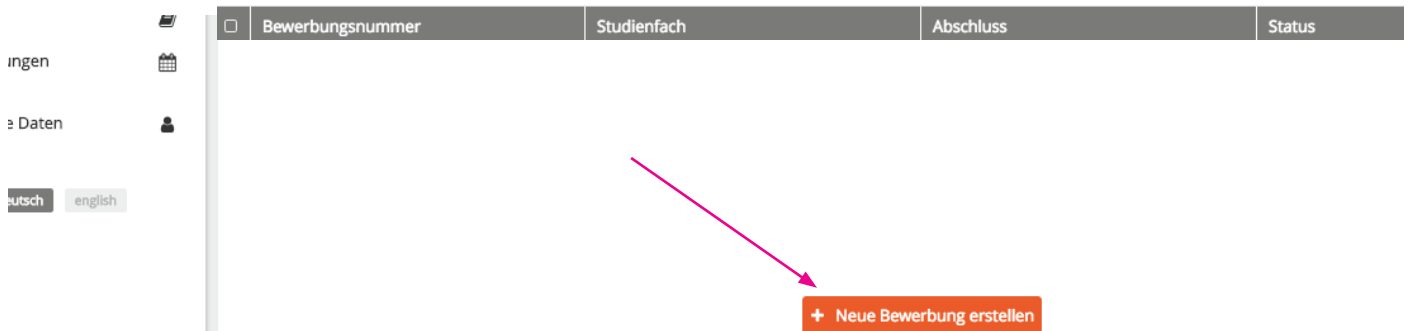 Bewerbungsnummer Studienfach Abschluss Status
ungen
e Daten
eutsch english
+ Neue Bewerbung erstellen